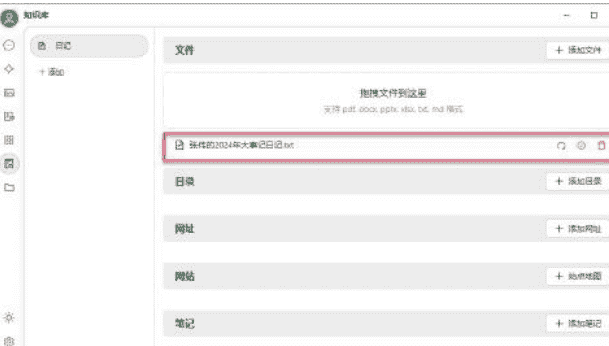 知识库
日记
+ 添加
文件
+ 添加文件
拖拽文件到这里
支持 pdf, docx, pptx, xlsx, txt, md 格式
张伟的2024年大事记日记.txt
目录
+ 添加目录
网址
+ 添加网址
网站
+ 站点地图
笔记
+ 添加笔记